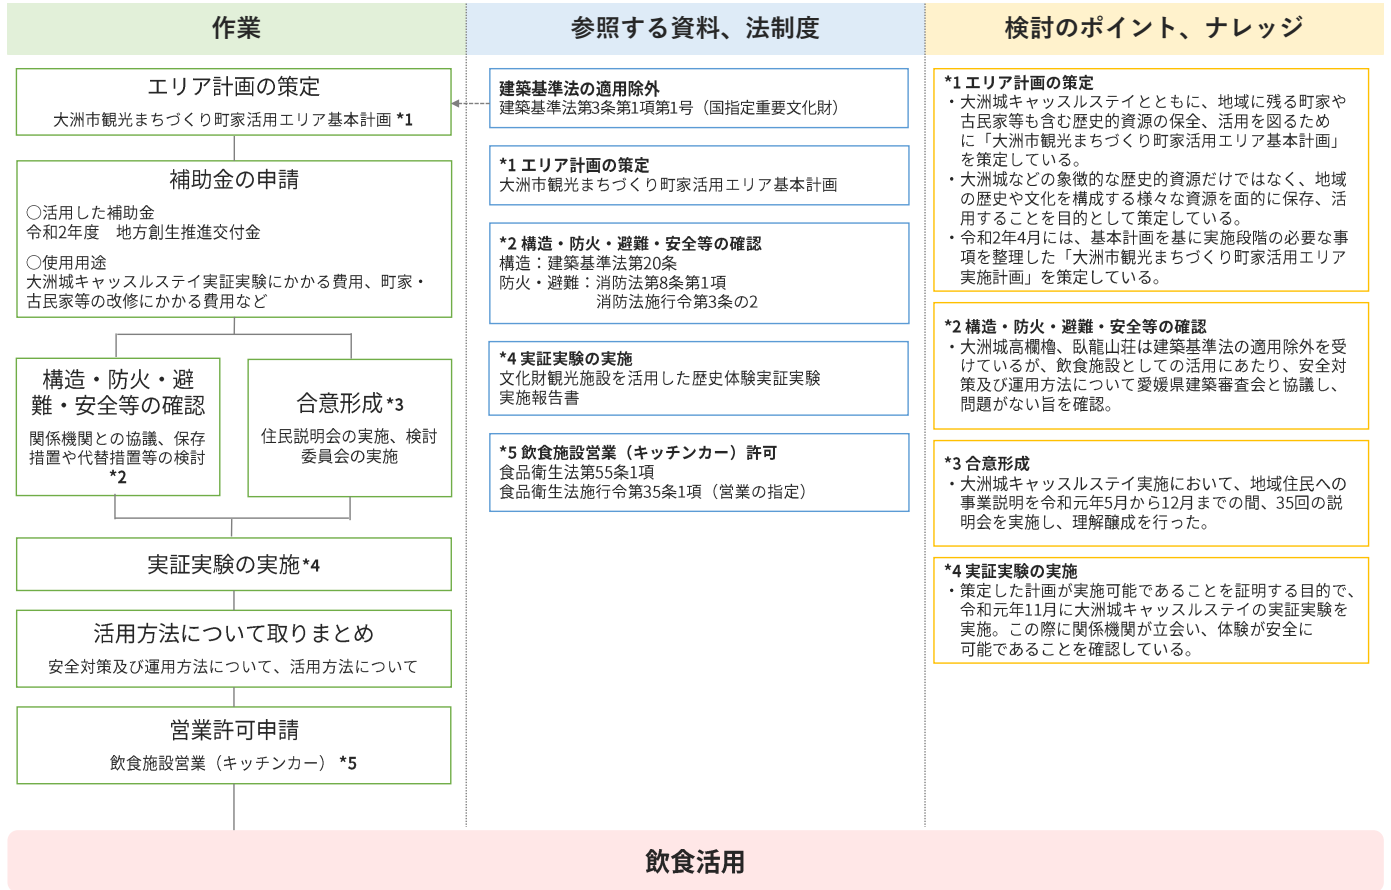 作業
エリア計画の策定
大洲市観光まちづくり町家活用エリア基本計画 *1
補助金の申請
○活用した補助金
令和2年度　地方創生推進交付金
○使用用途
大洲城キャッスルステイ実証実験にかかる費用、町家・
古民家等の改修にかかる費用など
構造・防火・避
難・安全等の確認
関係機関との協議、保存
措置や代替措置等の検討
*2
合意形成 *3
住民説明会の実施、検討
委員会の実施
実証実験の実施 *4
活用方法について取りまとめ
安全対策及び運用方法について、活用方法について
営業許可申請
飲食施設営業（キッチンカー） *5
参照する資料、法制度
建築基準法の適用除外
建築基準法第3条第1項第1号（国指定重要文化財）
*1 エリア計画の策定
大洲市観光まちづくり町家活用エリア基本計画
*2 構造・防火・避難・安全等の確認
構造：建築基準法第20条
防火・避難：消防法第8条第1項
消防法施行令第3条の2
*4 実証実験の実施
文化財観光施設を活用した歴史体験実証実験
実施報告書
*5 飲食施設営業（キッチンカー）許可
食品衛生法第55条1項
食品衛生法施行令第35条1項（営業の指定）
検討のポイント、ナレッジ
*1 エリア計画の策定
・大洲城キャッスルステイとともに、地域に残る町家や
古民家等も含む歴史的資源の保全、活用を図るため
に「大洲市観光まちづくり町家活用エリア基本計画」
を策定している。
・大洲城などの象徴的な歴史的資源だけではなく、地域
の歴史や文化を構成する様々な資源を面的に保存、活
用することを目的として策定している。
・令和2年4月には、基本計画を基に実施段階の必要な事
項を整理した「大洲市観光まちづくり町家活用エリア
実施計画」を策定している。
*2 構造・防火・避難・安全等の確認
・大洲城高欄櫓、臥龍山荘は建築基準法の適用除外を受
けているが、飲食施設としての活用にあたり、安全対
策及び運用方法について愛媛県建築審査会と協議し、
問題がない旨を確認。
*3 合意形成
・大洲城キャッスルステイ実施において、地域住民への
事業説明を令和元年5月から12月までの間、35回の説
明会を実施し、理解醸成を行った。
*4 実証実験の実施
・策定した計画が実施可能であることを証明する目的で、
令和元年11月に大洲城キャッスルステイの実証実験を
実施。この際に関係機関が立会い、体験が安全に
可能であることを確認している。
飲食活用